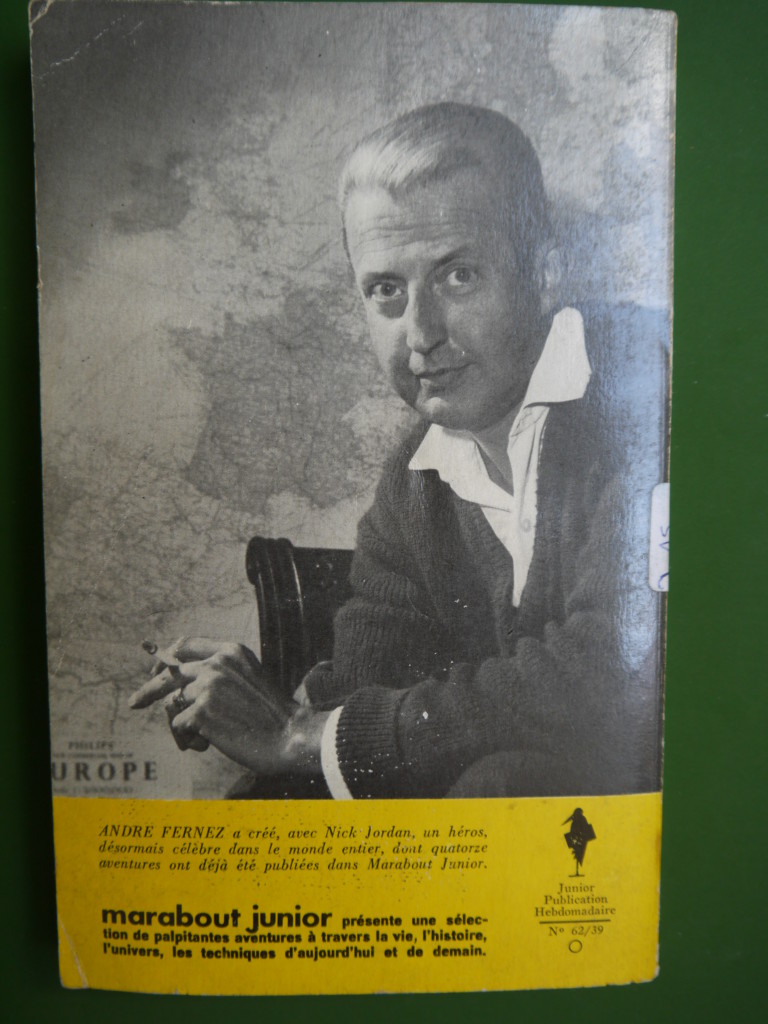 PHILIPS'
UROPE
ANDRÉ FERNEZ a créé, avec Nick Jordan, un héros,
désormais célèbre dans le monde entier, dont quatorze
aventures ont déjà été publiées dans Marabout Junior.
marabout junior présente une sélec-
tion de palpitantes aventures à travers la vie, l'histoire,
l'univers, les techniques d'aujourd'hui et de demain.
Junior
Publication
Hebdomadaire
No 62/39